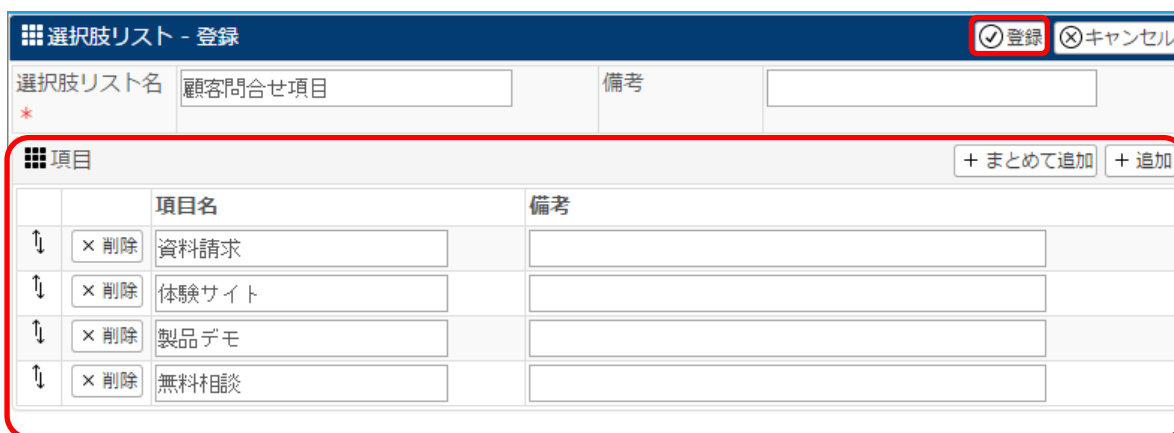 選択肢リスト - 登録 登録 キャンセル
選択肢リスト名 顧客問合せ項目 備考
*
項目 + まとめて追加 + 追加
項目名 備考
× 削除 資料請求
× 削除 体験サイト
× 削除 製品デモ
× 削除 無料相談